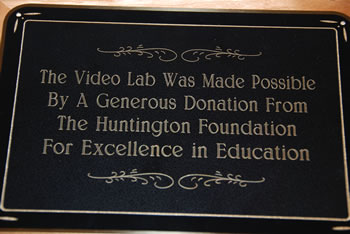 The Video Lab Was Made Possible
By A Generous Donation From
The Huntington Foundation
For Excellence in Education